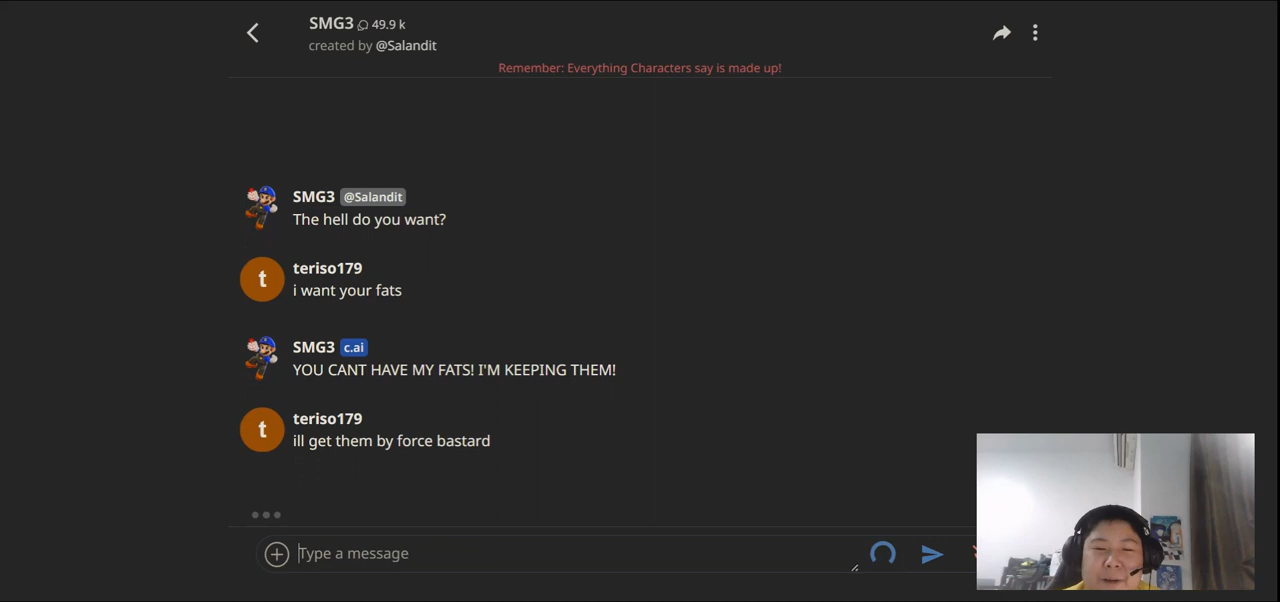 SMG3 49.9 k
created by @Salandit
Remember: Everything Characters say is made up!
SMG3 @Salandit
The hell do you want?
t
teriso179
i want your fats
SMG3 c.ai
YOU CANT HAVE MY FATS! I'M KEEPING THEM!
t
teriso179
ill get them by force bastard
Type a message